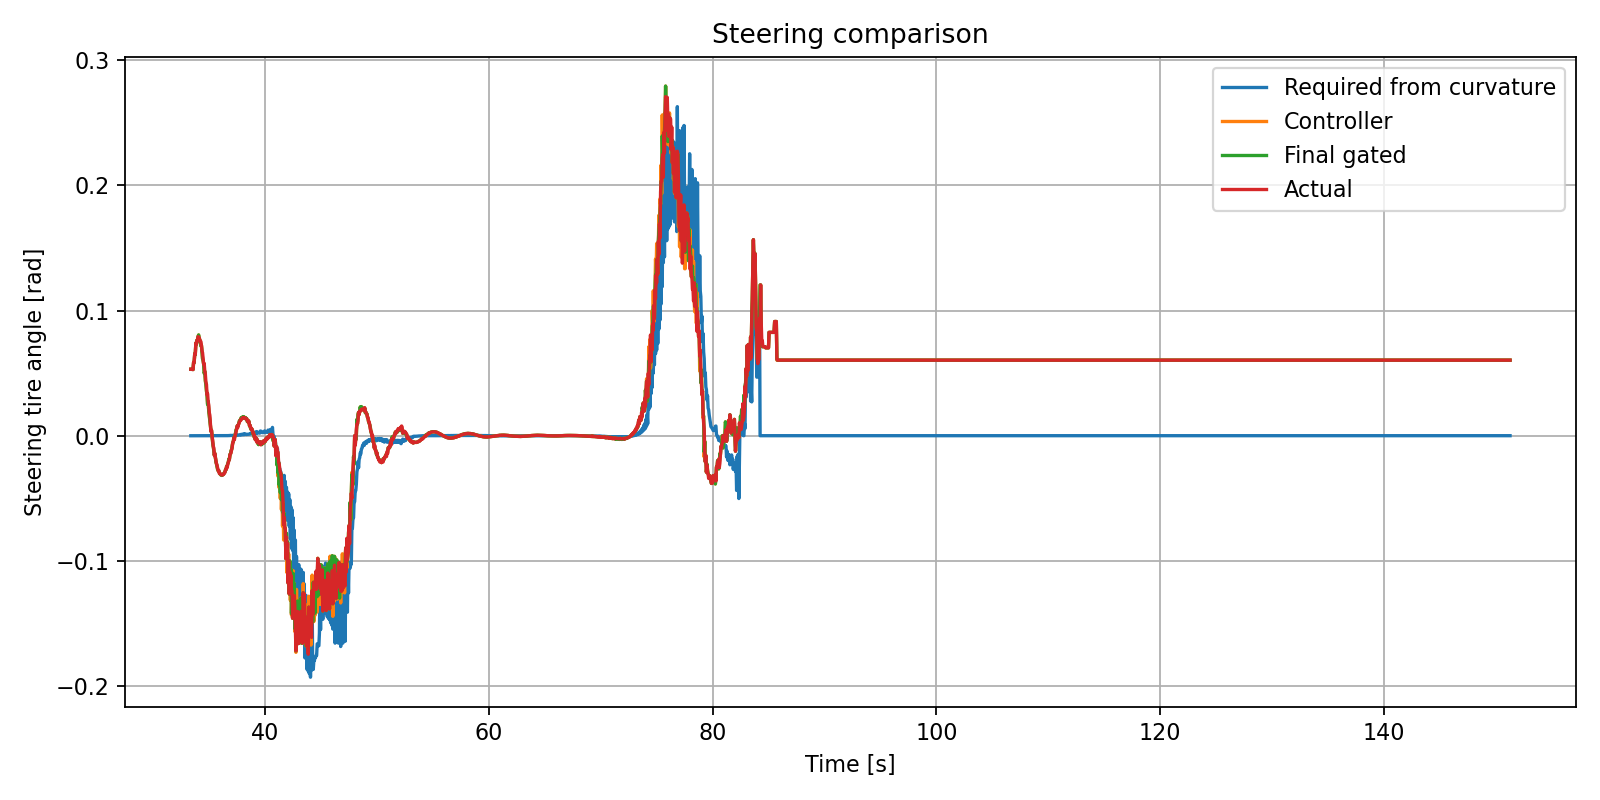 Steering comparison
Steering tire angle [rad]
0.3
0.2
0.1
0.0
−0.1
−0.2
Required from curvature
Controller
Final gated
Actual
40
60
80
100
120
140
Time [s]